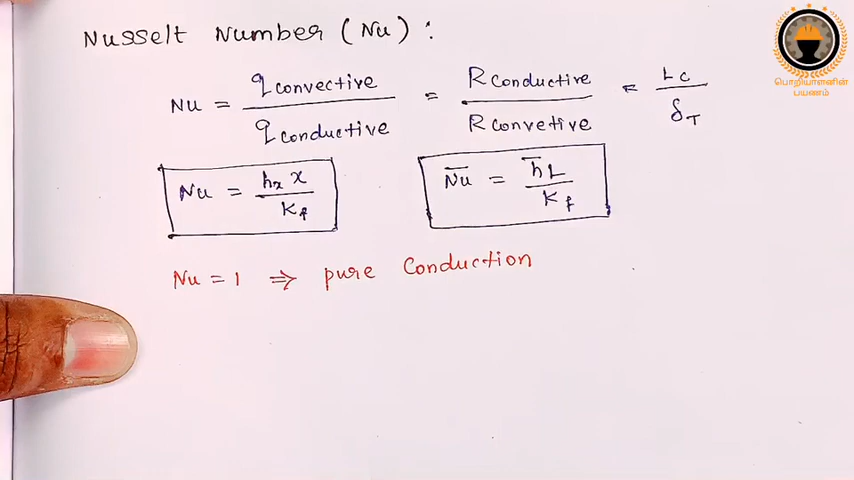 Nusselt Number (Nu) :
Nu = qconvective / qconductive = Rconductive / Rconvetive = Lc / δT
Nu = hx x / Kf
N̅u̅ = h̅L / Kf
Nu = 1 ⇒ pure Conduction
பொறியாளனின்
பயணம்